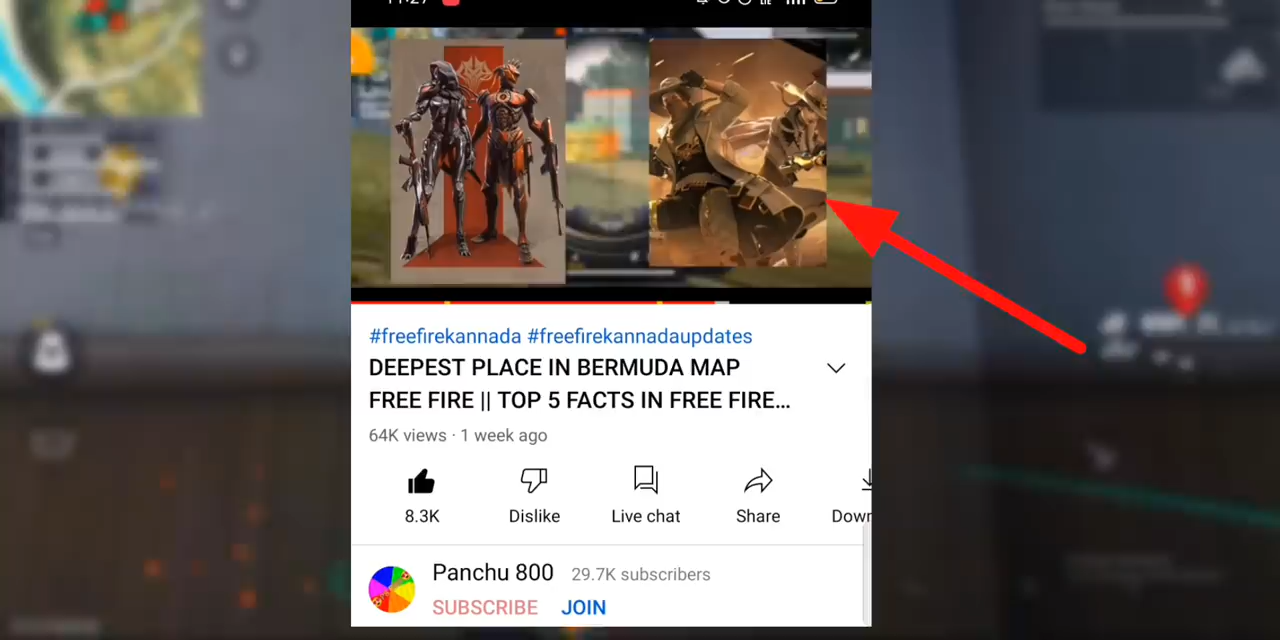 #freefirekannada #freefirekannadaupdates
DEEPEST PLACE IN BERMUDA MAP
FREE FIRE || TOP 5 FACTS IN FREE FIRE...
64K views · 1 week ago
8.3K
Dislike
Live chat
Share
Panchu 800
29.7K subscribers
SUBSCRIBE
JOIN